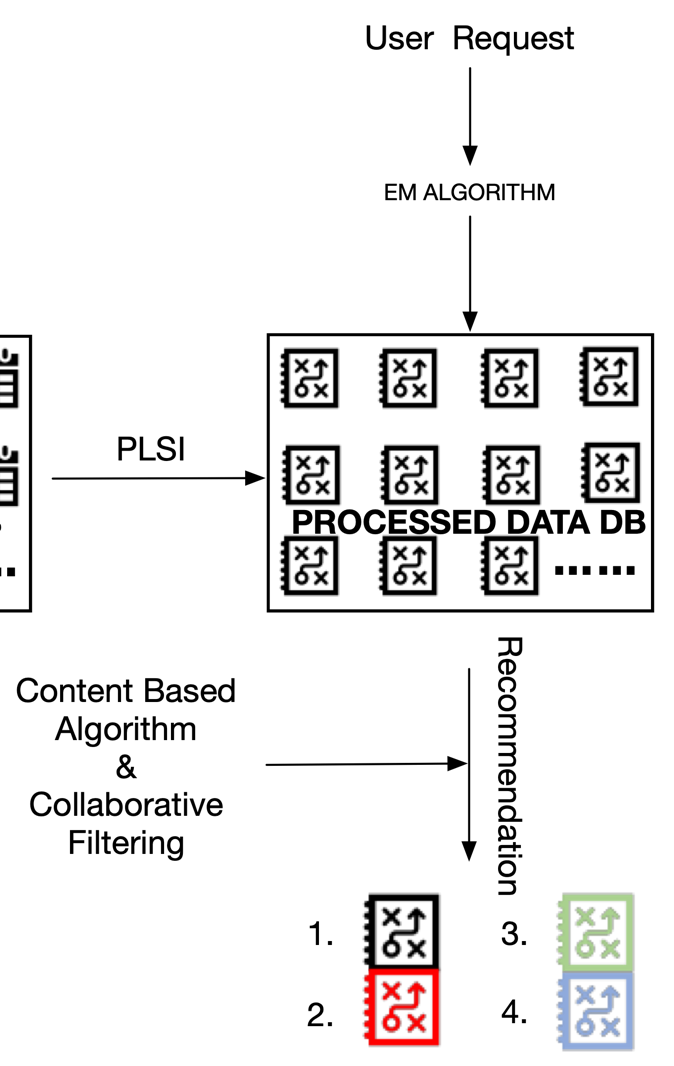 User Request
EM ALGORITHM
PLSI
PROCESSED DATA DB
......
Recommendation
Content Based
Algorithm
&
Collaborative
Filtering
1.
2.
3.
4.